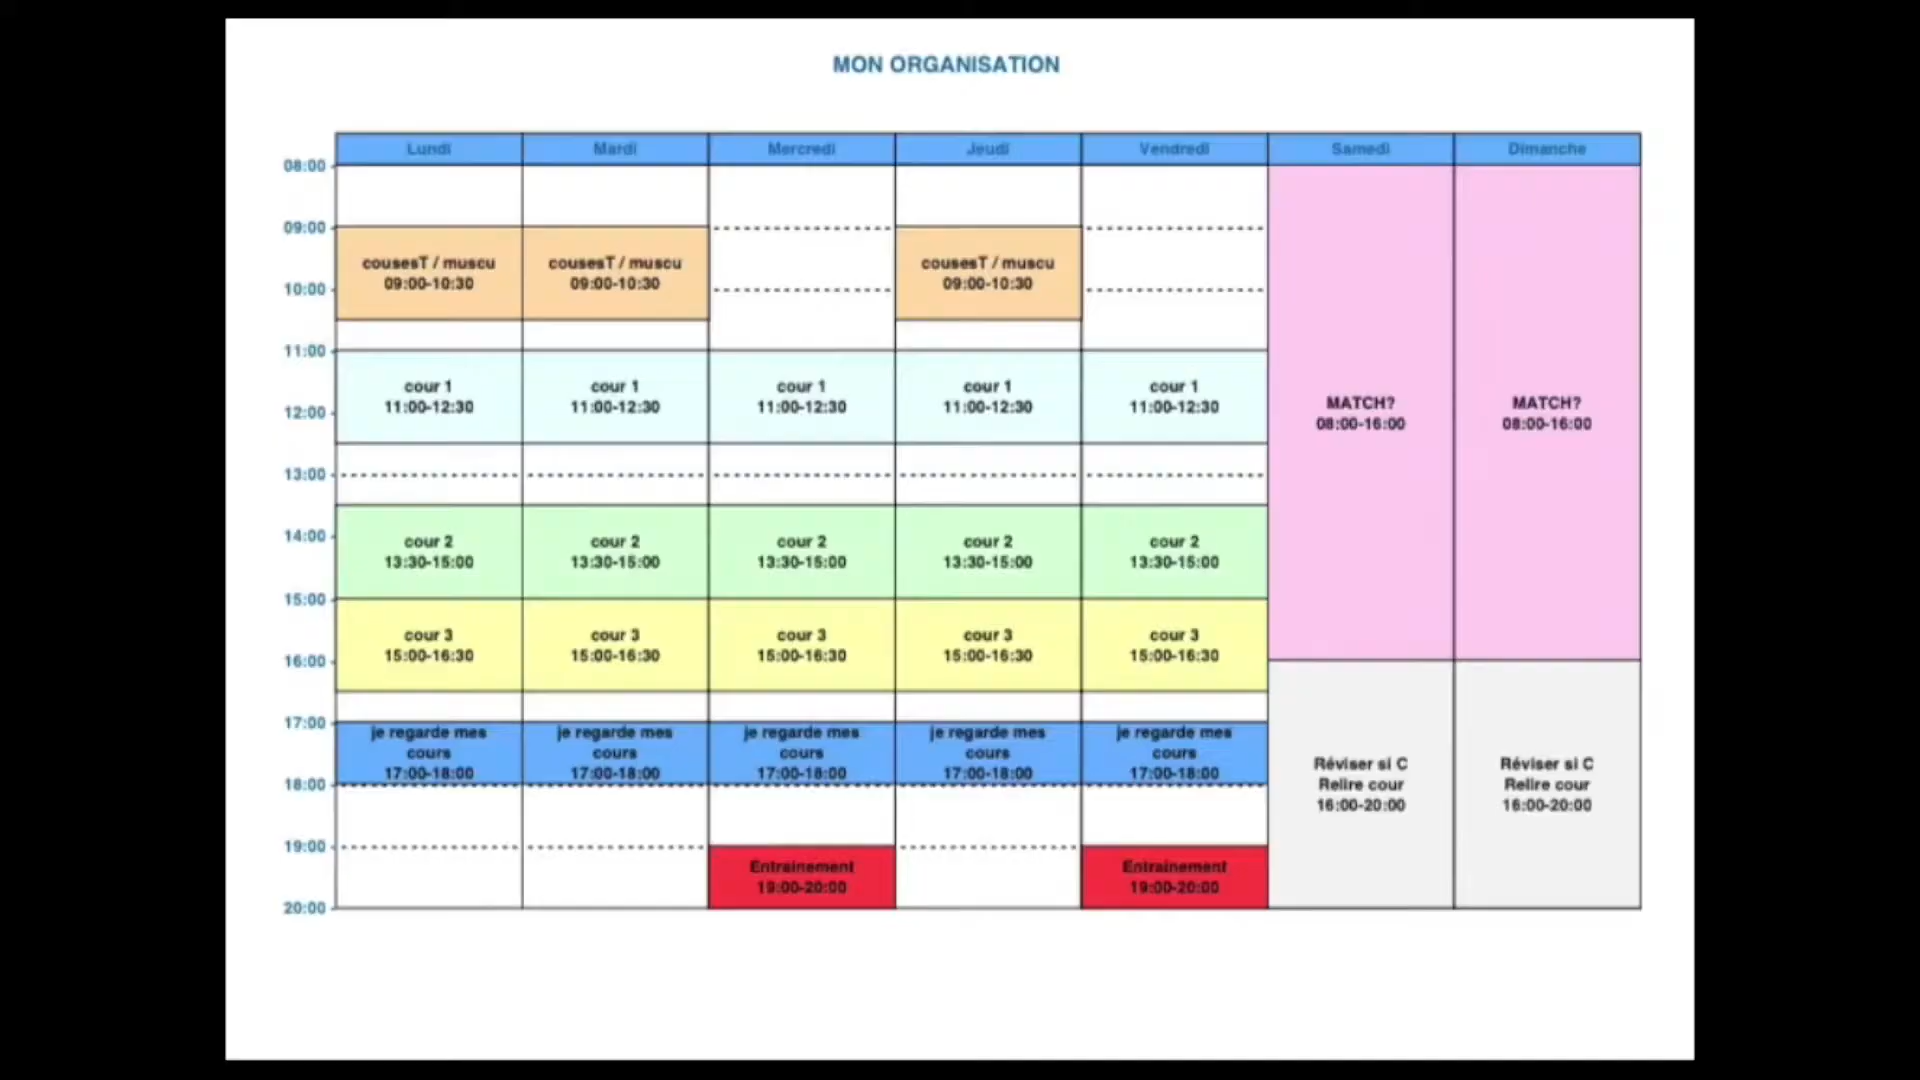 MON ORGANISATION
Lundi Mardi Mercredi Jeudi Vendredi Samedi Dimanche
08:00
09:00
cousesT / muscu cousesT / muscu cousesT / muscu
09:00-10:30 09:00-10:30 09:00-10:30
10:00
11:00
cour 1 cour 1 cour 1 cour 1 cour 1
11:00-12:30 11:00-12:30 11:00-12:30 11:00-12:30 11:00-12:30
12:00
MATCH? MATCH?
08:00-16:00 08:00-16:00
13:00
14:00
cour 2 cour 2 cour 2 cour 2 cour 2
13:30-15:00 13:30-15:00 13:30-15:00 13:30-15:00 13:30-15:00
15:00
cour 3 cour 3 cour 3 cour 3 cour 3
15:00-16:30 15:00-16:30 15:00-16:30 15:00-16:30 15:00-16:30
16:00
17:00
je regarde mes je regarde mes je regarde mes je regarde mes je regarde mes
cours cours cours cours cours
17:00-18:00 17:00-18:00 17:00-18:00 17:00-18:00 17:00-18:00
Réviser si C Réviser si C
Relire cour Relire cour
16:00-20:00 16:00-20:00
18:00
19:00
Entrainement Entrainement
19:00-20:00 19:00-20:00
20:00